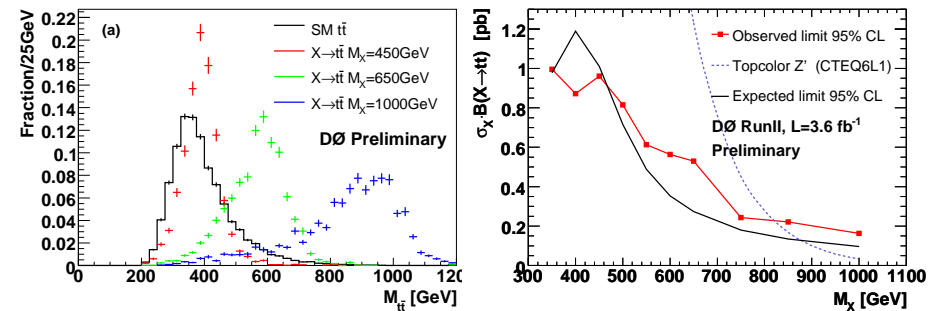 (a)
SM tt̄
X→tt̄ M_X=450GeV
X→tt̄ M_X=650GeV
X→tt̄ M_X=1000GeV
DØ Preliminary
Fraction/25GeV
0.22
0.2
0.18
0.16
0.14
0.12
0.1
0.08
0.06
0.04
0.02
0
0 200 400 600 800 1000 120
M_tt̄ [GeV]
σ_X·B(X→tt̄) [pb]
Observed limit 95% CL
Topcolor Z' (CTEQ6L1)
Expected limit 95% CL
DØ RunII, L=3.6 fb⁻¹
Preliminary
1.2
1
0.8
0.6
0.4
0.2
0
300 400 500 600 700 800 900 1000 1100
M_X [GeV]